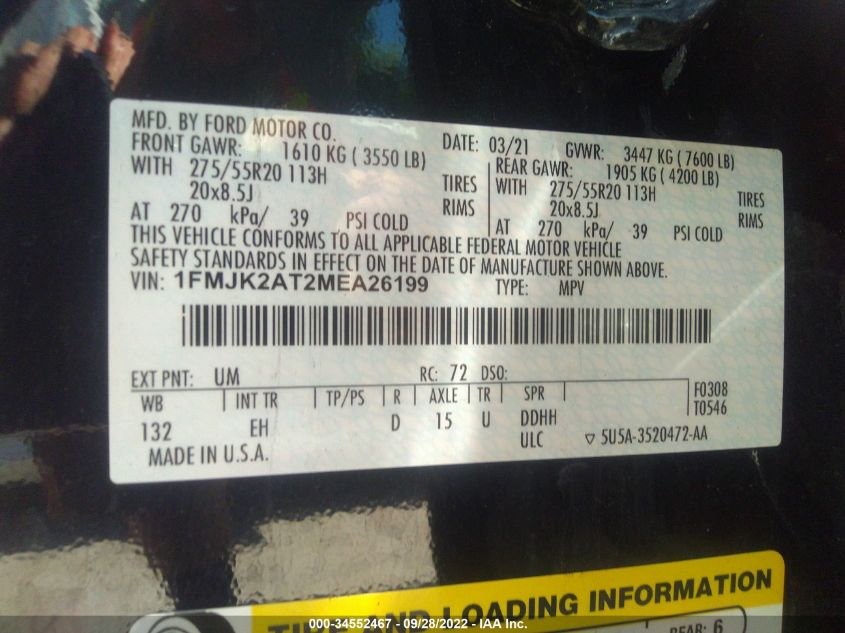 MFD. BY FORD MOTOR CO. DATE: 03/21 GVWR: 3447 KG ( 7600 LB)
FRONT GAWR: 1610 KG ( 3550 LB) REAR GAWR: 1905 KG ( 4200 LB)
WITH 275/55R20 113H TIRES WITH 275/55R20 113H TIRES
20x8.5J RIMS 20x8.5J RIMS
AT 270 kPa/ 39 PSI COLD AT 270 kPa/ 39 PSI COLD
THIS VEHICLE CONFORMS TO ALL APPLICABLE FEDERAL MOTOR VEHICLE
SAFETY STANDARDS IN EFFECT ON THE DATE OF MANUFACTURE SHOWN ABOVE.
VIN: 1FMJK2AT2MEA26199 TYPE: MPV
EXT PNT: UM RC: 72 DSO:
WB INT TR TP/PS R AXLE TR SPR F0308
T0546
132 EH D 15 U DDHH
ULC ▽ 5U5A-3520472-AA
MADE IN U.S.A.
TIRE AND LOADING INFORMATION
REAR: 6
000-34552467 - 09/28/2022 - IAA Inc.